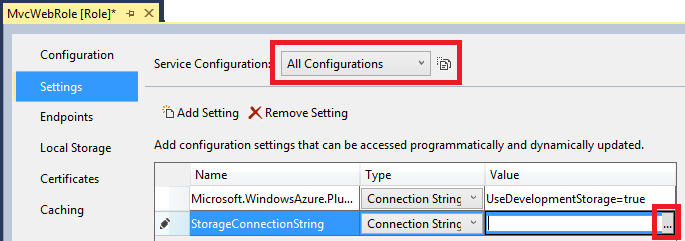 MvcWebRole [Role]*
Configuration
Settings
Endpoints
Local Storage
Certificates
Caching
Service Configuration: All Configurations
Add Setting Remove Setting
Add configuration settings that can be accessed programmatically and dynamically updated.
Name Type Value
Microsoft.WindowsAzure.Plu... Connection String UseDevelopmentStorage=true
StorageConnectionString Connection String ...